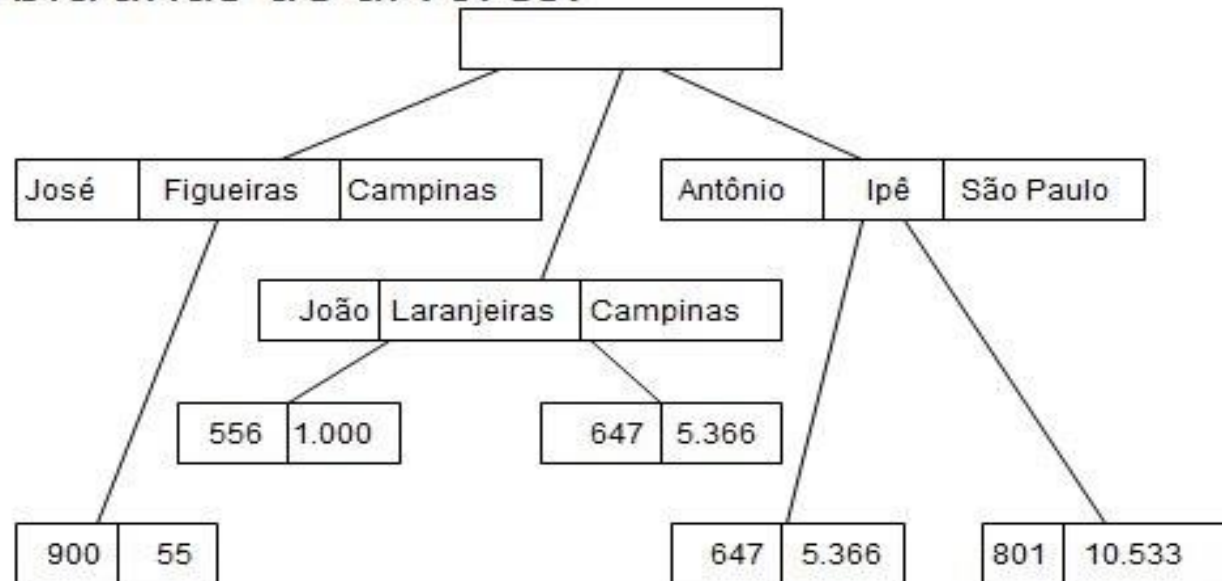 José Figueiras Campinas
Antônio Ipê São Paulo
João Laranjeiras Campinas
556 1.000
647 5.366
900 55
647 5.366
801 10.533